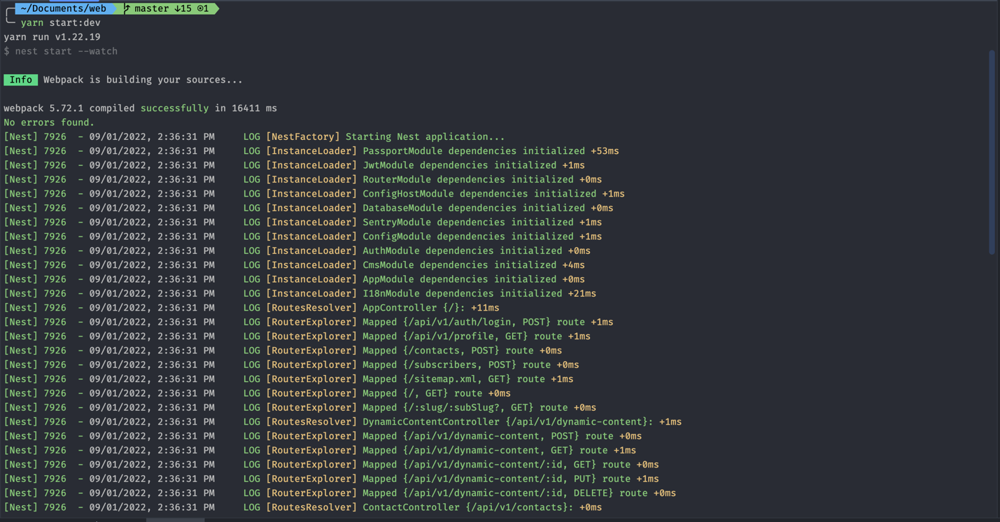 ~/Documents/web master ↓15 ⊙1
yarn start:dev
yarn run v1.22.19
$ nest start --watch
Info Webpack is building your sources...
webpack 5.72.1 compiled successfully in 16411 ms
No errors found.
[Nest] 7926  - 09/01/2022, 2:36:31 PM     LOG [NestFactory] Starting Nest application...
[Nest] 7926  - 09/01/2022, 2:36:31 PM     LOG [InstanceLoader] PassportModule dependencies initialized +53ms
[Nest] 7926  - 09/01/2022, 2:36:31 PM     LOG [InstanceLoader] JwtModule dependencies initialized +1ms
[Nest] 7926  - 09/01/2022, 2:36:31 PM     LOG [InstanceLoader] RouterModule dependencies initialized +0ms
[Nest] 7926  - 09/01/2022, 2:36:31 PM     LOG [InstanceLoader] ConfigHostModule dependencies initialized +1ms
[Nest] 7926  - 09/01/2022, 2:36:31 PM     LOG [InstanceLoader] DatabaseModule dependencies initialized +0ms
[Nest] 7926  - 09/01/2022, 2:36:31 PM     LOG [InstanceLoader] SentryModule dependencies initialized +1ms
[Nest] 7926  - 09/01/2022, 2:36:31 PM     LOG [InstanceLoader] ConfigModule dependencies initialized +1ms
[Nest] 7926  - 09/01/2022, 2:36:31 PM     LOG [InstanceLoader] AuthModule dependencies initialized +0ms
[Nest] 7926  - 09/01/2022, 2:36:31 PM     LOG [InstanceLoader] CmsModule dependencies initialized +4ms
[Nest] 7926  - 09/01/2022, 2:36:31 PM     LOG [InstanceLoader] AppModule dependencies initialized +0ms
[Nest] 7926  - 09/01/2022, 2:36:31 PM     LOG [InstanceLoader] I18nModule dependencies initialized +21ms
[Nest] 7926  - 09/01/2022, 2:36:31 PM     LOG [RoutesResolver] AppController {/}: +11ms
[Nest] 7926  - 09/01/2022, 2:36:31 PM     LOG [RouterExplorer] Mapped {/api/v1/auth/login, POST} route +1ms
[Nest] 7926  - 09/01/2022, 2:36:31 PM     LOG [RouterExplorer] Mapped {/api/v1/profile, GET} route +1ms
[Nest] 7926  - 09/01/2022, 2:36:31 PM     LOG [RouterExplorer] Mapped {/contacts, POST} route +0ms
[Nest] 7926  - 09/01/2022, 2:36:31 PM     LOG [RouterExplorer] Mapped {/subscribers, POST} route +0ms
[Nest] 7926  - 09/01/2022, 2:36:31 PM     LOG [RouterExplorer] Mapped {/sitemap.xml, GET} route +1ms
[Nest] 7926  - 09/01/2022, 2:36:31 PM     LOG [RouterExplorer] Mapped {/, GET} route +0ms
[Nest] 7926  - 09/01/2022, 2:36:31 PM     LOG [RouterExplorer] Mapped {/:slug/:subSlug?, GET} route +0ms
[Nest] 7926  - 09/01/2022, 2:36:31 PM     LOG [RoutesResolver] DynamicContentController {/api/v1/dynamic-content}: +1ms
[Nest] 7926  - 09/01/2022, 2:36:31 PM     LOG [RouterExplorer] Mapped {/api/v1/dynamic-content, POST} route +0ms
[Nest] 7926  - 09/01/2022, 2:36:31 PM     LOG [RouterExplorer] Mapped {/api/v1/dynamic-content, GET} route +1ms
[Nest] 7926  - 09/01/2022, 2:36:31 PM     LOG [RouterExplorer] Mapped {/api/v1/dynamic-content/:id, GET} route +0ms
[Nest] 7926  - 09/01/2022, 2:36:31 PM     LOG [RouterExplorer] Mapped {/api/v1/dynamic-content/:id, PUT} route +1ms
[Nest] 7926  - 09/01/2022, 2:36:31 PM     LOG [RouterExplorer] Mapped {/api/v1/dynamic-content/:id, DELETE} route +0ms
[Nest] 7926  - 09/01/2022, 2:36:31 PM     LOG [RoutesResolver] ContactController {/api/v1/contacts}: +0ms